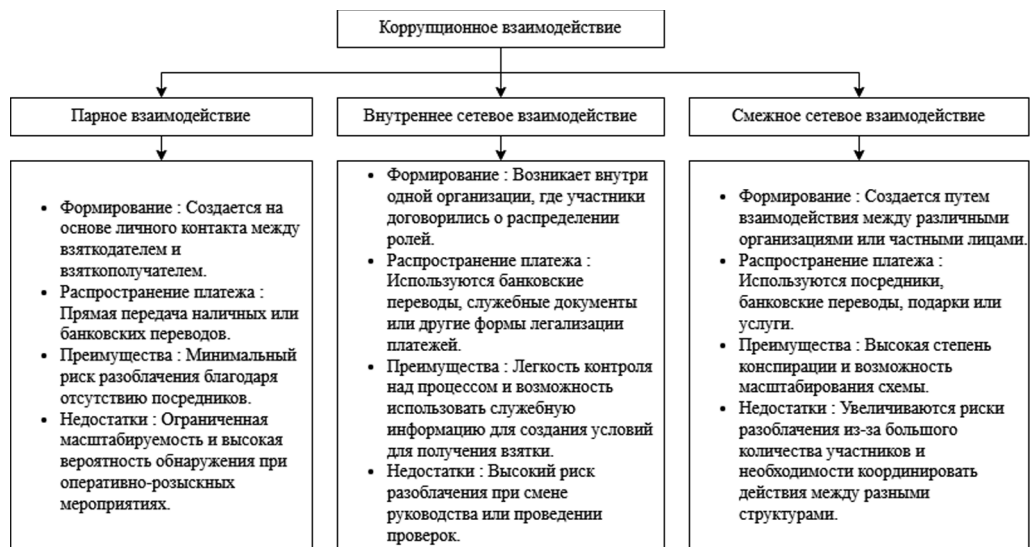 Коррупционное взаимодействие
Парное взаимодействие
Внутреннее сетевое взаимодействие
Смежное сетевое взаимодействие
• Формирование : Создается на
основе личного контакта между
взяткодателем и
взяткополучателем.
• Распространение платежа :
Прямая передача наличных или
банковских переводов.
• Преимущества : Минимальный
риск разоблачения благодаря
отсутствию посредников.
• Недостатки : Ограниченная
масштабируемость и высокая
вероятность обнаружения при
оперативно-розыскных
мероприятиях.
• Формирование : Возникает внутри
одной организации, где участники
договорились о распределении
ролей.
• Распространение платежа :
Используются банковские
переводы, служебные документы
или другие формы легализации
платежей.
• Преимущества : Легкость контроля
над процессом и возможность
использовать служебную
информацию для создания условий
для получения взятки.
• Недостатки : Высокий риск
разоблачения при смене
руководства или проведении
проверок.
• Формирование : Создается путем
взаимодействия между различными
организациями или частными лицами.
• Распространение платежа :
Используются посредники,
банковские переводы, подарки или
услуги.
• Преимущества : Высокая степень
конспирации и возможность
масштабирования схемы.
• Недостатки : Увеличиваются риски
разоблачения из-за большого
количества участников и
необходимости координировать
действия между разными
структурами.